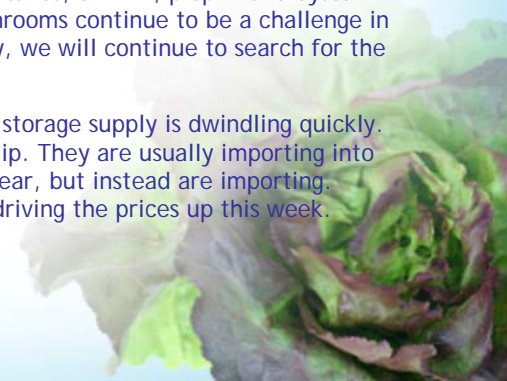 hrooms continue to be a challenge in
, we will continue to search for the
storage supply is dwindling quickly.
ip. They are usually importing into
ear, but instead are importing.
driving the prices up this week.